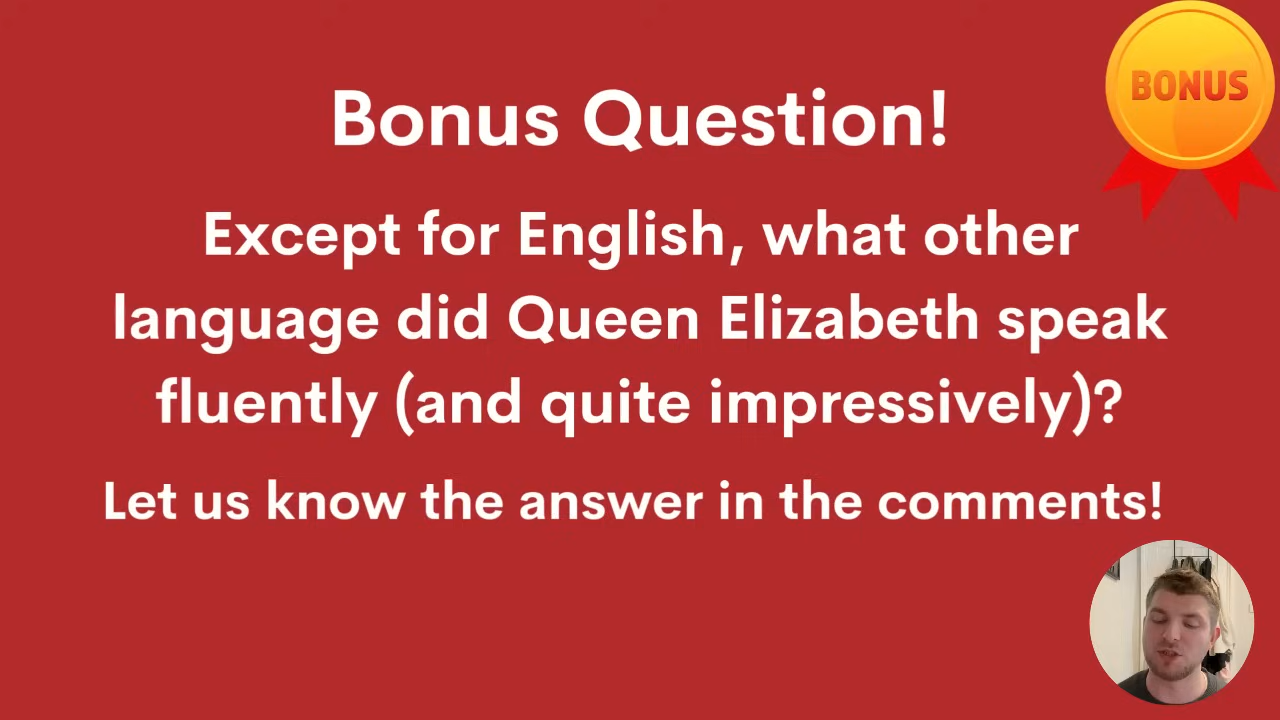 BONUS
Bonus Question!
Except for English, what other
language did Queen Elizabeth speak
fluently (and quite impressively)?
Let us know the answer in the comments!